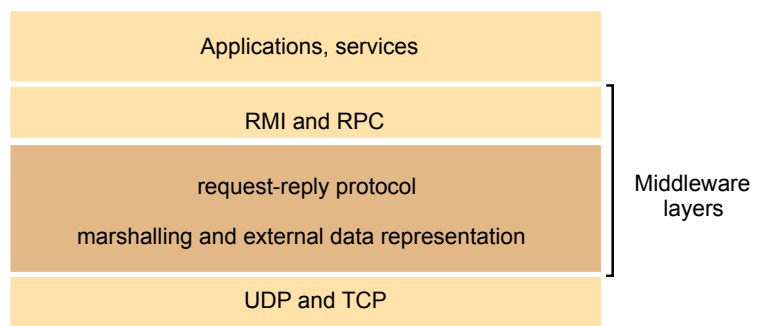 Applications, services
RMI and RPC
request-reply protocol
marshalling and external data representation
Middleware
layers
UDP and TCP